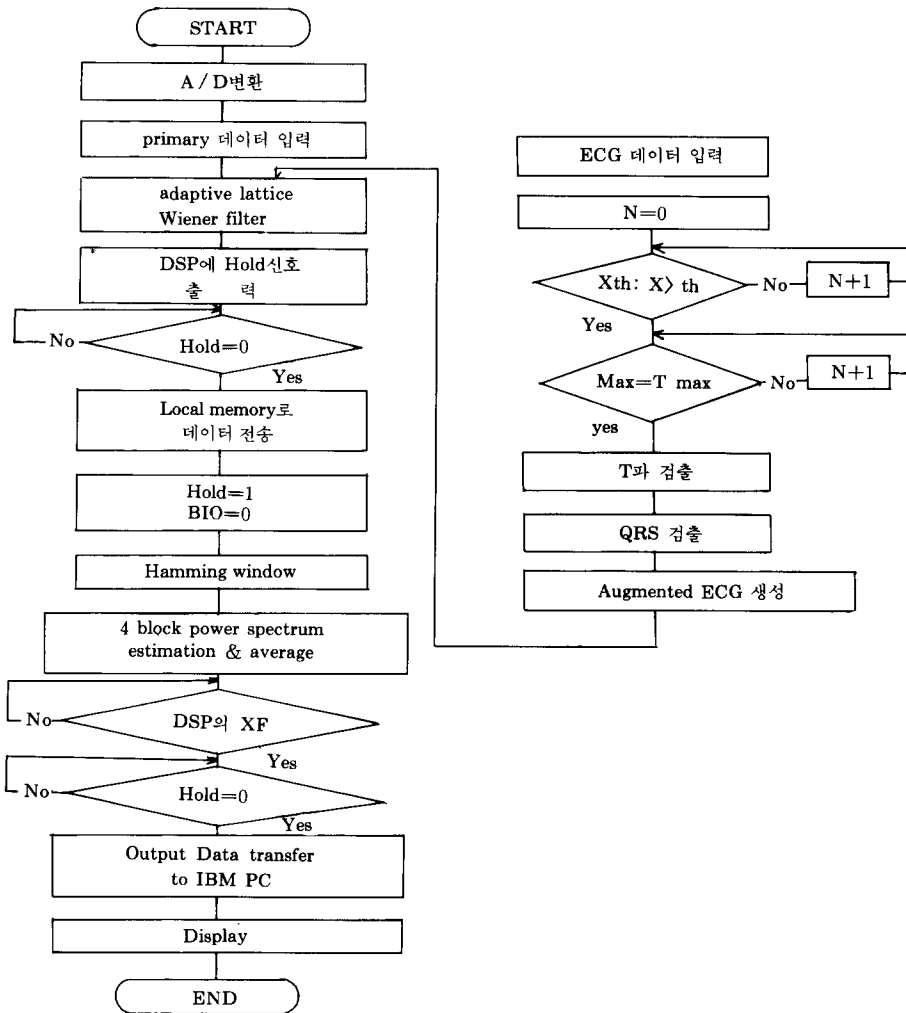 START
A/D변환
primary 데이터 입력
adaptive lattice
Wiener filter
DSP에 Hold신호
출 력
No
Hold=0
Yes
Local memory로
데이터 전송
Hold=1
BIO=0
Hamming window
4 block power spectrum
estimation & average
No
DSP의 XF
Yes
No
Hold=0
Yes
Output Data transfer
to IBM PC
Display
END
ECG 데이터 입력
N=0
Xth: X> th
No
N+1
Yes
Max=T max
No
N+1
yes
T파 검출
QRS 검출
Augmented ECG 생성